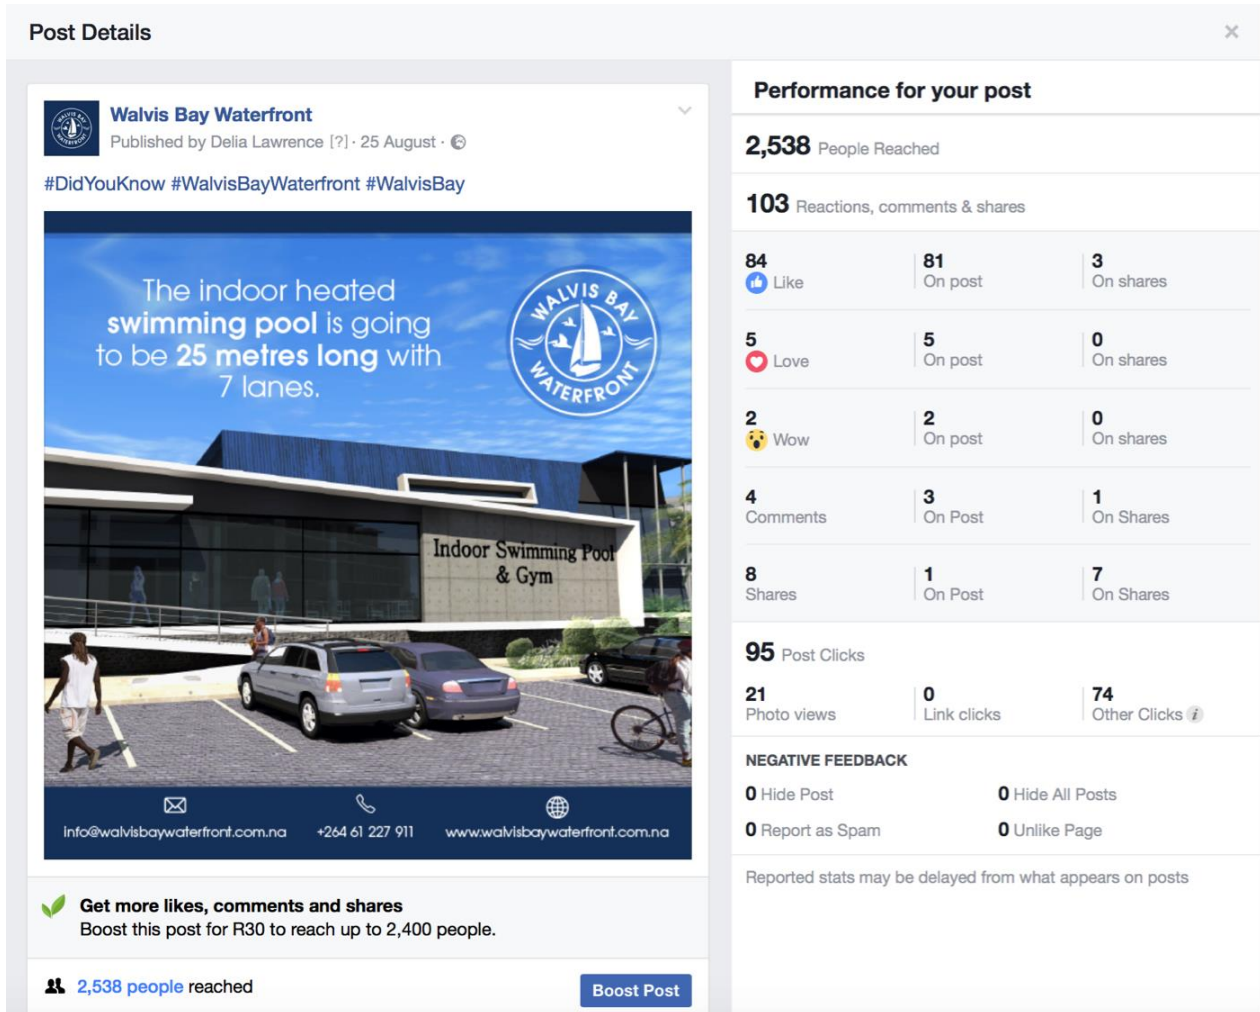 Post Details
Walvis Bay Waterfront
Published by Delia Lawrence [?] · 25 August ·
#DidYouKnow #WalvisBayWaterfront #WalvisBay
The indoor heated
swimming pool is going
to be 25 metres long with
7 lanes.
WALVIS BAY
WATERFRONT
Indoor Swimming Pool
& Gym
info@walvisbaywaterfront.com.na +264 61 227 911 www.walvisbaywaterfront.com.na
Get more likes, comments and shares
Boost this post for R30 to reach up to 2,400 people.
2,538 people reached
Boost Post
Performance for your post
2,538 People Reached
103 Reactions, comments & shares
84 81 3
Like On post On shares
5 5 0
Love On post On shares
2 2 0
Wow On post On shares
4 3 1
Comments On Post On Shares
8 1 7
Shares On Post On Shares
95 Post Clicks
21 0 74
Photo views Link clicks Other Clicks i
NEGATIVE FEEDBACK
0 Hide Post 0 Hide All Posts
0 Report as Spam 0 Unlike Page
Reported stats may be delayed from what appears on posts